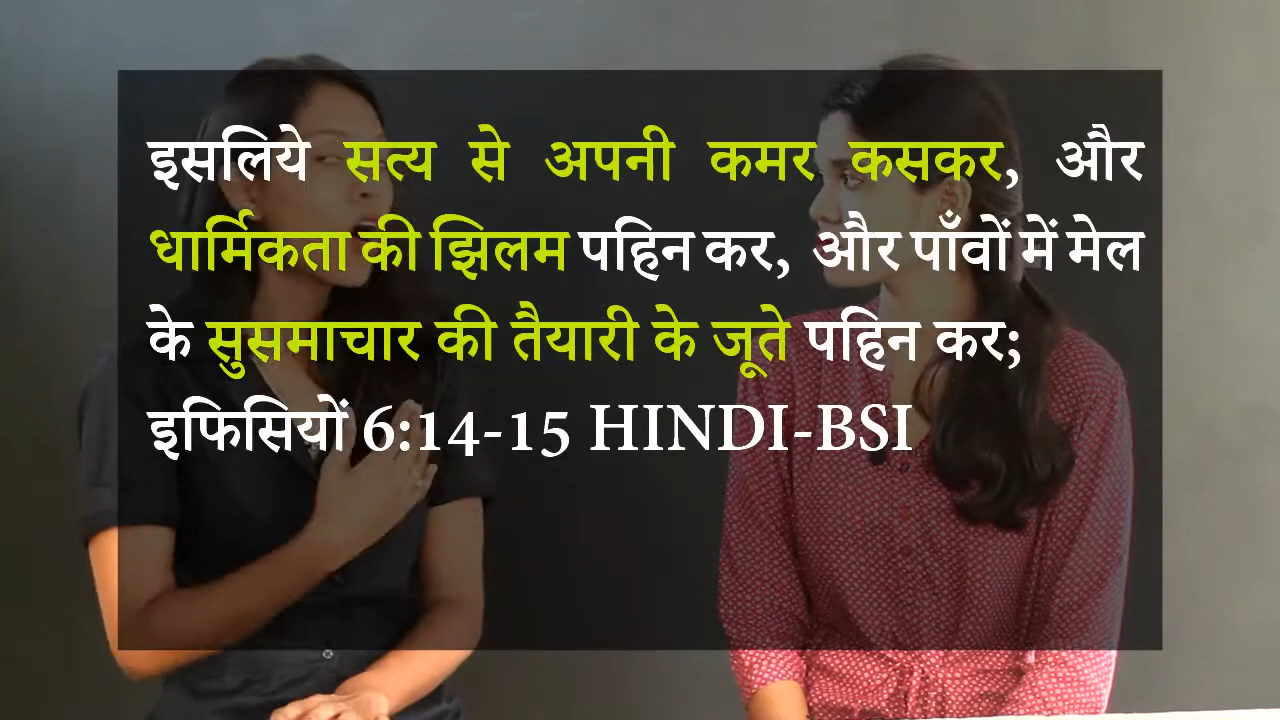 इसलिये सत्य से अपनी कमर कसकर, और
धार्मिकता की झिलम पहिन कर, और पाँवों में मेल
के सुसमाचार की तैयारी के जूते पहिन कर;
इफिसियों 6:14-15 HINDI-BSI